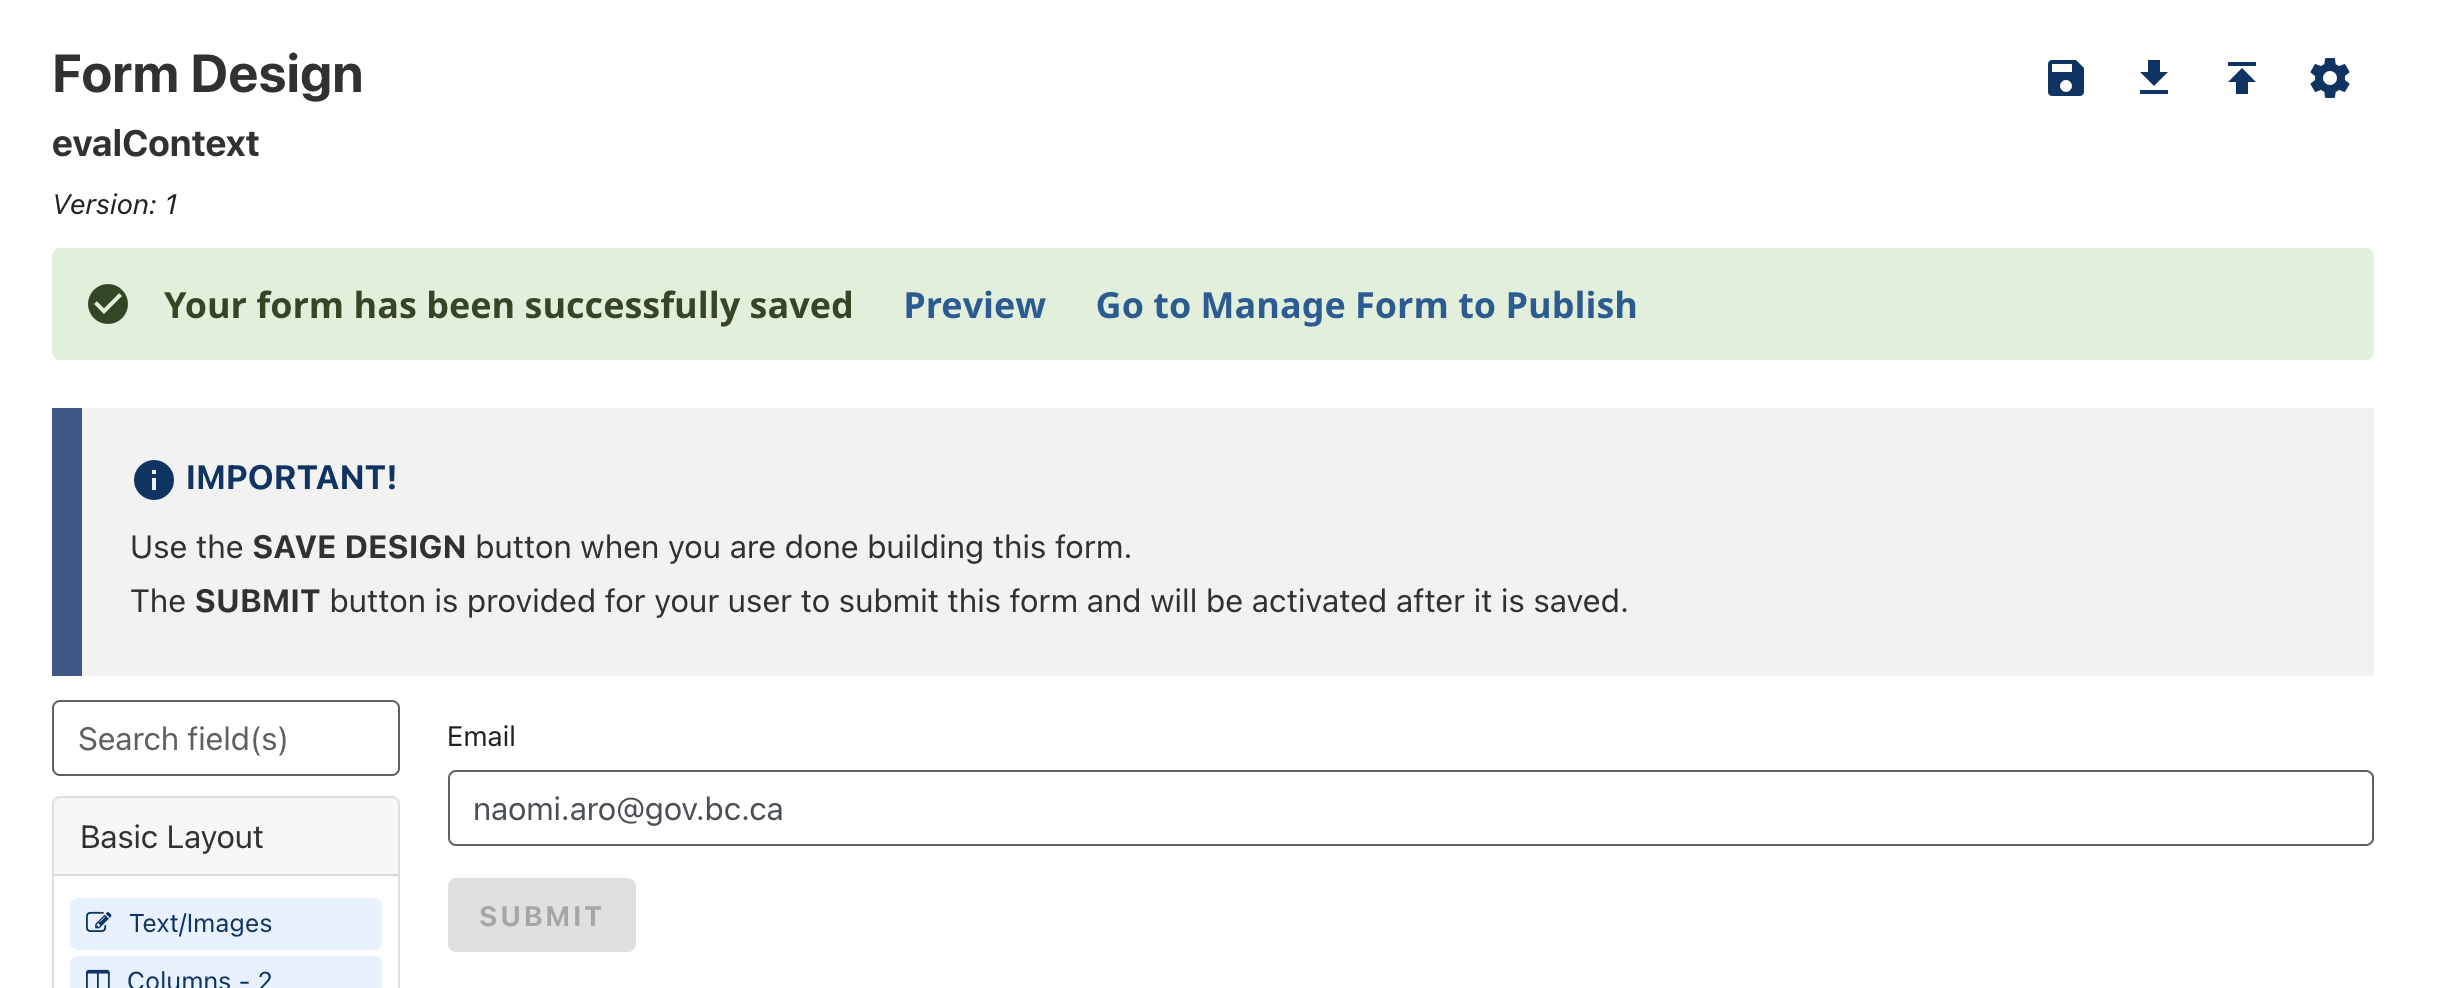 Form Design
evalContext
Version: 1
Your form has been successfully saved Preview Go to Manage Form to Publish
IMPORTANT!
Use the SAVE DESIGN button when you are done building this form.
The SUBMIT button is provided for your user to submit this form and will be activated after it is saved.
Search field(s)
Email
naomi.aro@gov.bc.ca
Basic Layout
SUBMIT
Text/Images
Columns - 2